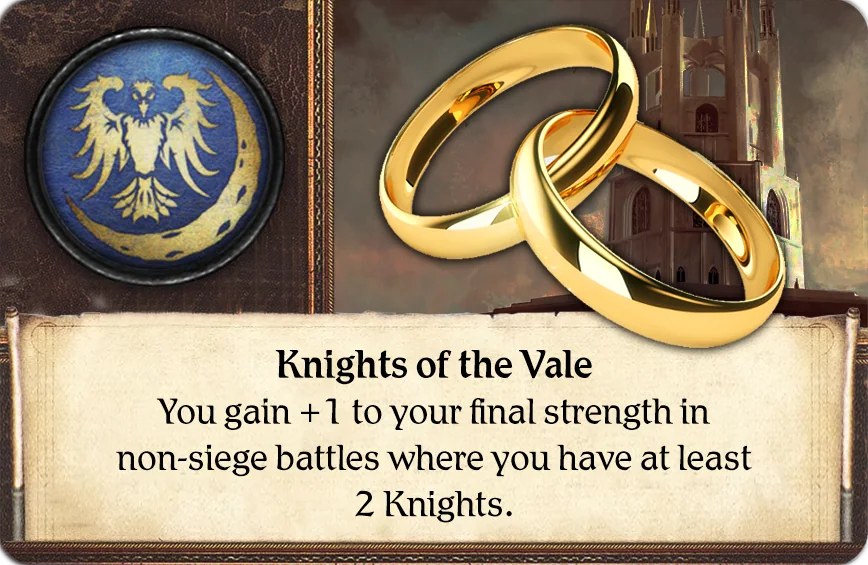 Knights of the Vale
You gain +1 to your final strength in
non-siege battles where you have at least
2 Knights.